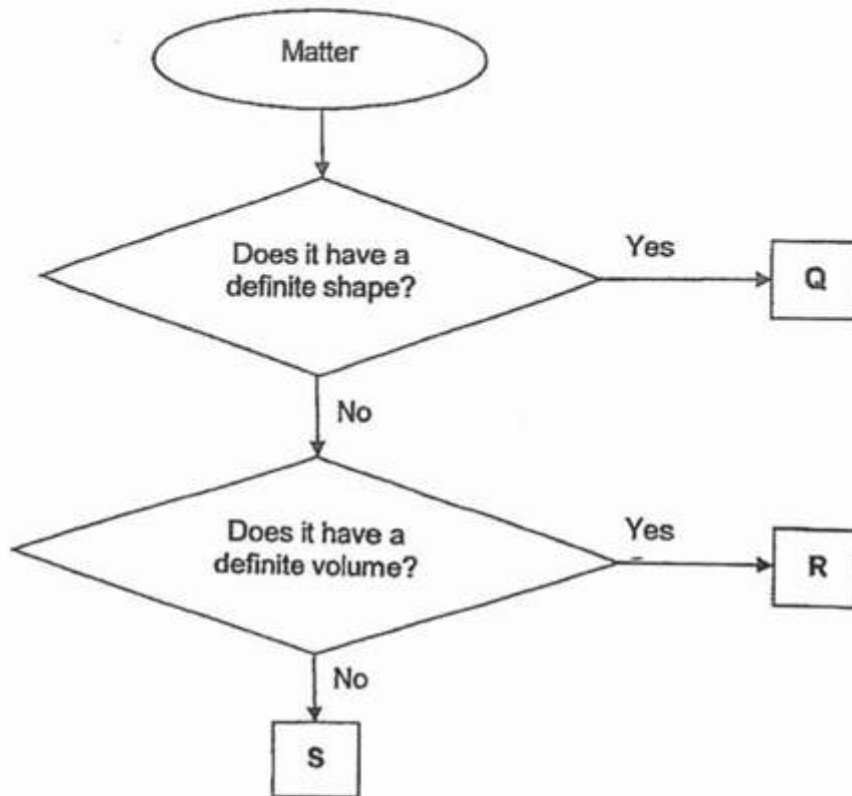 Matter
Does it have a
definite shape?
Yes
Q
No
Does it have a
definite volume?
Yes
R
No
S